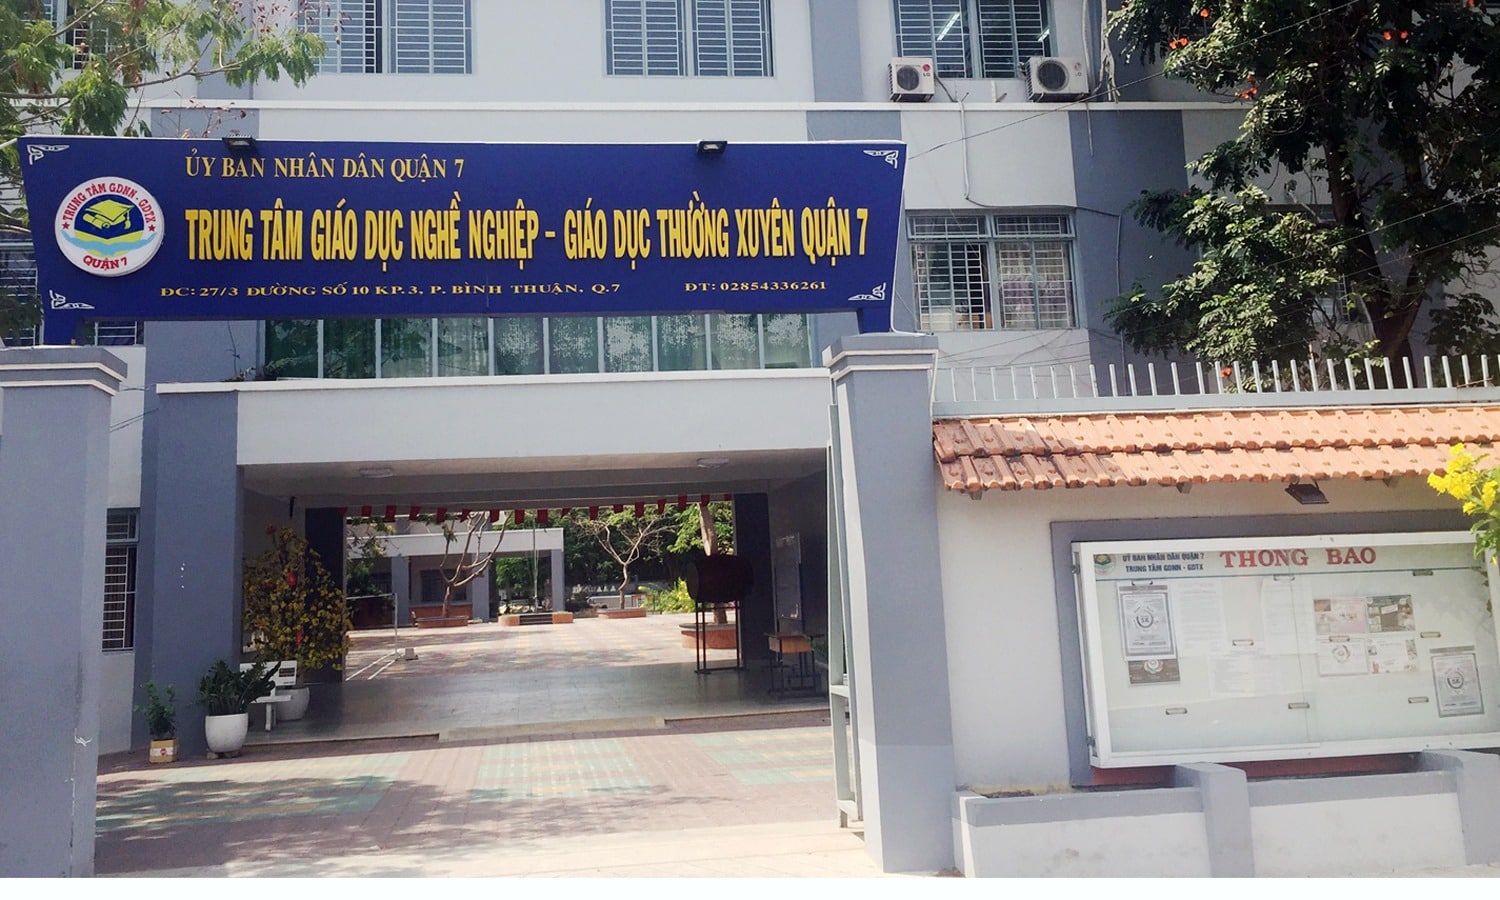 ỦY BAN NHÂN DÂN QUẬN 7
TRUNG TÂM GIÁO DỤC NGHỀ NGHIỆP - GIÁO DỤC THƯỜNG XUYÊN QUẬN 7
ĐC: 27/3 ĐƯỜNG SỐ 10 KP.3, P. BÌNH THUẬN, Q.7 ĐT: 02854336261
TRUNG TÂM GDNN - GDTX
QUẬN 7
ỦY BAN NHÂN DÂN QUẬN 7
TRUNG TÂM GDNN - GDTX
THONG BAO